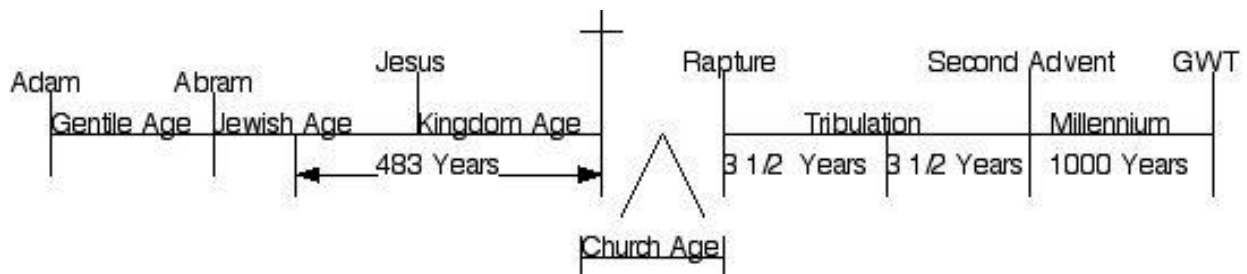 Jesus Rapture Second Advent GWT
Adam Abram
Gentile Age Jewish Age Kingdom Age Tribulation Millennium
483 Years 3 1/2 Years 3 1/2 Years 1000 Years
Church Age